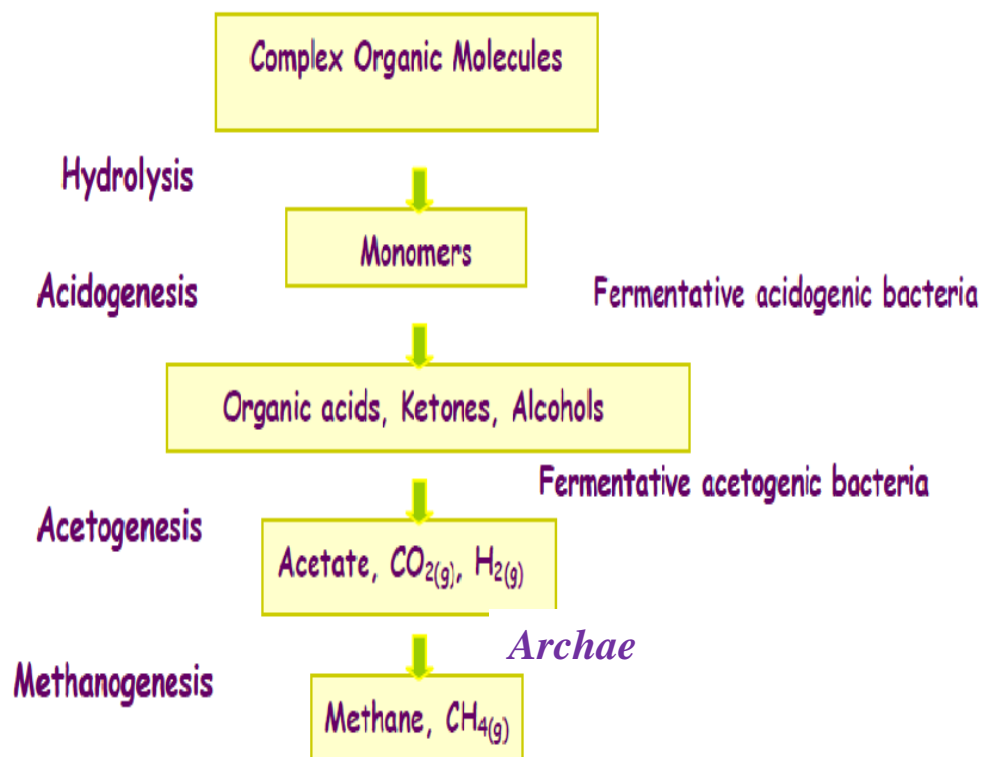 Complex Organic Molecules
Hydrolysis
Monomers
Acidogenesis
Fermentative acidogenic bacteria
Organic acids, Ketones, Alcohols
Fermentative acetogenic bacteria
Acetogenesis
Acetate, CO2(g), H2(g)
Archae
Methanogenesis
Methane, CH4(g)